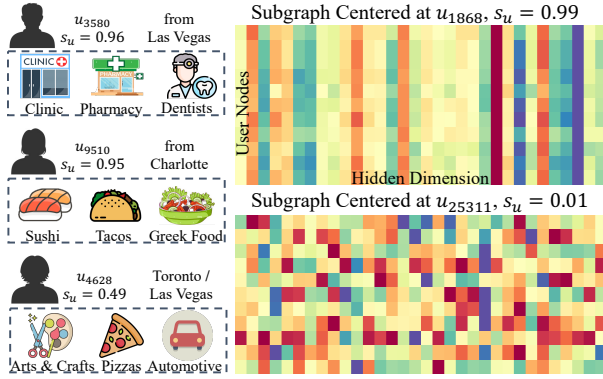 u3580
from
s_u = 0.96
Las Vegas
CLINIC
Clinic
Pharmacy
Dentists
u9510
from
s_u = 0.95
Charlotte
Sushi
Tacos
Greek Food
u4628
Toronto /
s_u = 0.49
Las Vegas
Arts & Crafts
Pizzas
Automotive
Subgraph Centered at u1868, s_u = 0.99
User Nodes
Hidden Dimension
Subgraph Centered at u25311, s_u = 0.01